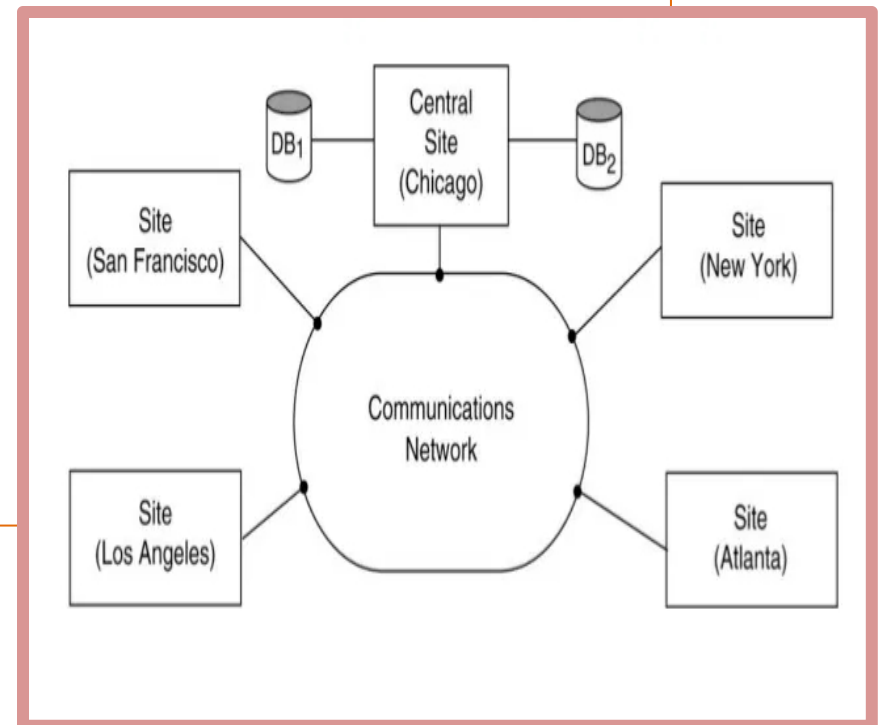 Central
Site
(Chicago)
DB1
DB2
Site
(San Francisco)
Site
(New York)
Communications
Network
Site
(Los Angeles)
Site
(Atlanta)